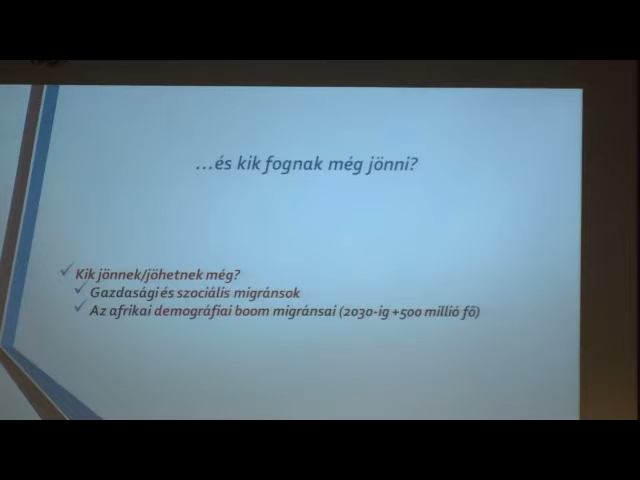 ...és kik fognak még jönni?
Kik jönnek/jöhetnek még?
Gazdasági és szociális migránsok
Az afrikai demográfiai boom migránsai (2030-ig +500 millió fő)